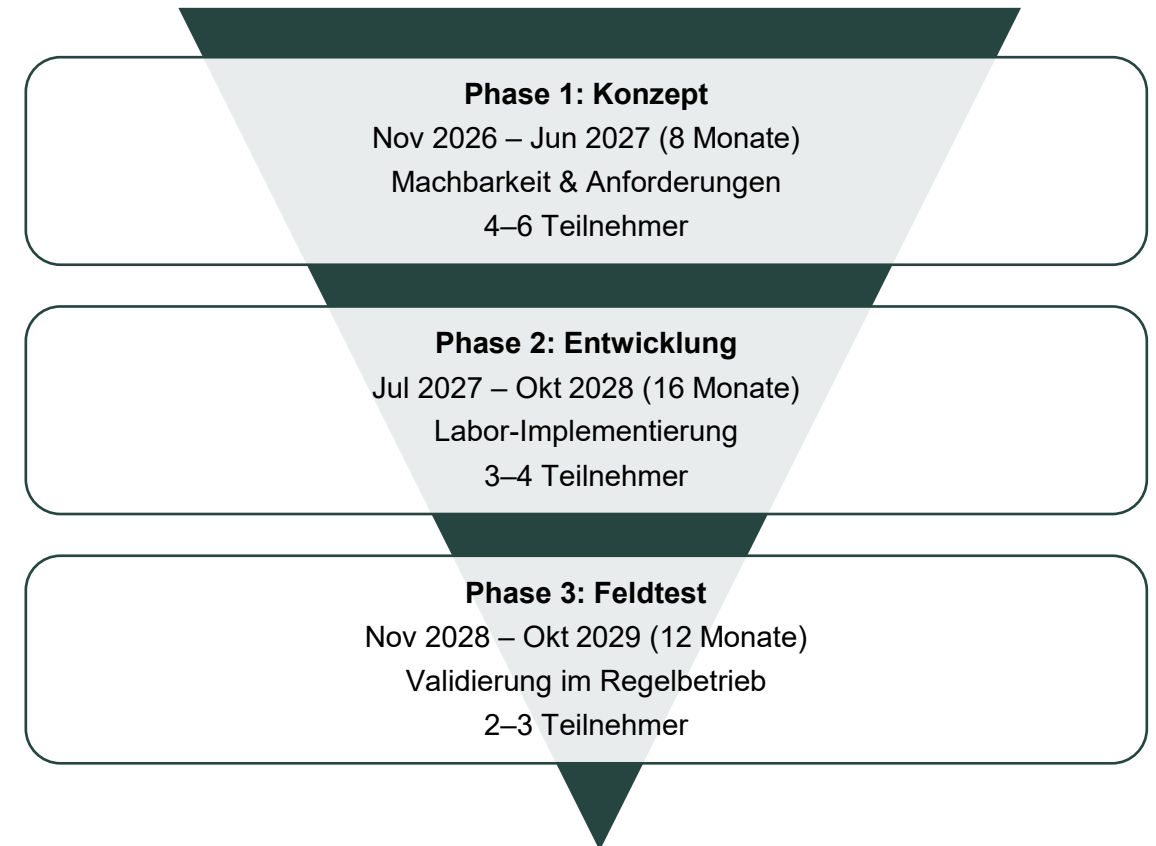 Phase 1: Konzept
Nov 2026 – Jun 2027 (8 Monate)
Machbarkeit & Anforderungen
4–6 Teilnehmer
Phase 2: Entwicklung
Jul 2027 – Okt 2028 (16 Monate)
Labor-Implementierung
3–4 Teilnehmer
Phase 3: Feldtest
Nov 2028 – Okt 2029 (12 Monate)
Validierung im Regelbetrieb
2–3 Teilnehmer